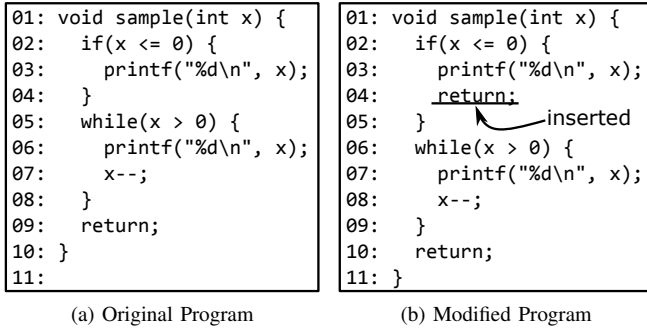 01: void sample(int x) {
02:   if(x <= 0) {
03:     printf("%d\n", x);
04:   }
05:   while(x > 0) {
06:     printf("%d\n", x);
07:     x--;
08:   }
09:   return;
10: }
11:
(a) Original Program
01: void sample(int x) {
02:   if(x <= 0) {
03:     printf("%d\n", x);
04:     return;
inserted
05:   }
06:   while(x > 0) {
07:     printf("%d\n", x);
08:     x--;
09:   }
10:   return;
11: }
(b) Modified Program